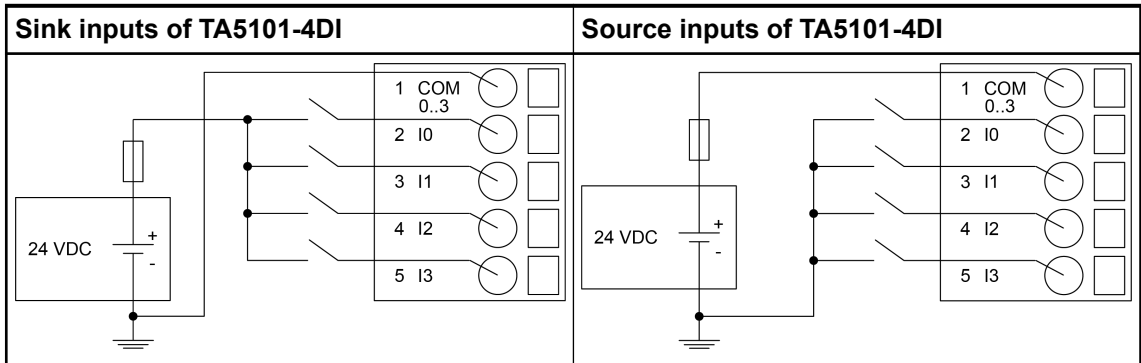 Sink inputs of TA5101-4DI
Source inputs of TA5101-4DI
1 COM
0..3
2 I0
3 I1
4 I2
5 I3
24 VDC
+
-
1 COM
0..3
2 I0
3 I1
4 I2
5 I3
24 VDC
+
-